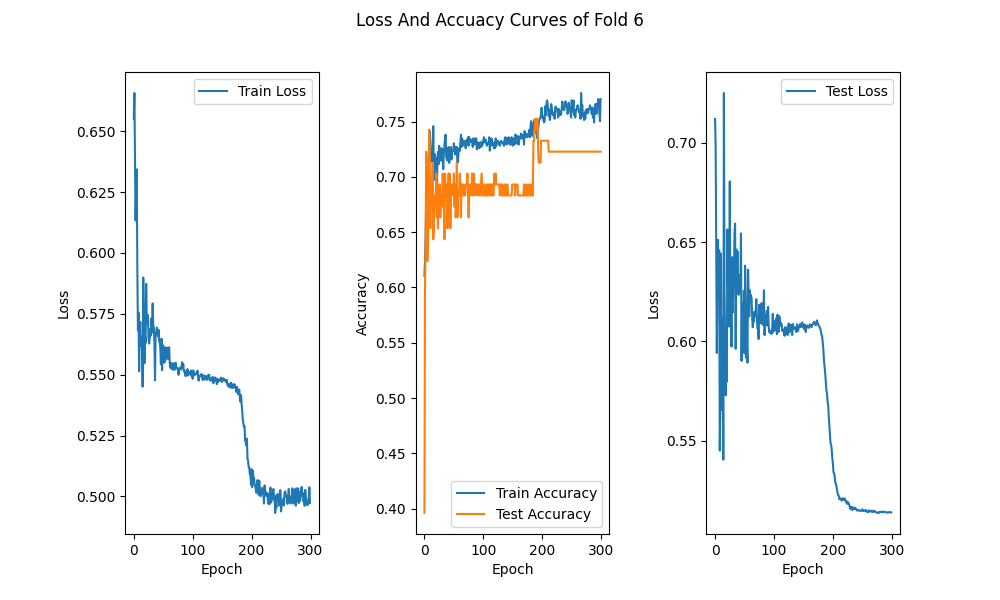 Loss And Accuacy Curves of Fold 6
Train Loss
0.650
0.625
0.600
0.575
0.550
0.525
0.500
Loss
0
100
200
300
Epoch
0.75
0.70
0.65
0.60
0.55
0.50
0.45
0.40
Accuracy
Train Accuracy
Test Accuracy
0
100
200
300
Epoch
Test Loss
0.70
0.65
0.60
0.55
Loss
0
100
200
300
Epoch